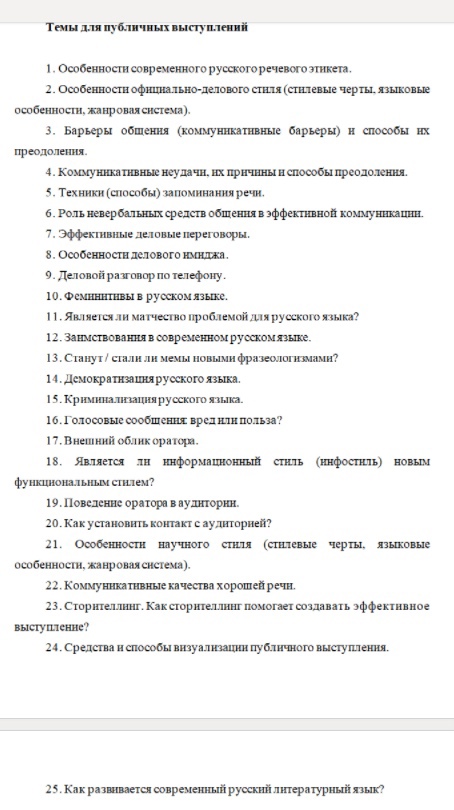 Темы для публичных выступлений
1. Особенности современного русского речевого этикета.
2. Особенности официально-делового стиля (стилевые черты, языковые
особенности, жанровая система).
3. Барьеры общения (коммуникативные барьеры) и способы их
преодоления.
4. Коммуникативные неудачи, их причины и способы преодоления.
5. Техники (способы) запоминания речи.
6. Роль невербальных средств общения в эффективной коммуникации.
7. Эффективные деловые переговоры.
8. Особенности делового имиджа.
9. Деловой разговор по телефону.
10. Феминитивы в русском языке.
11. Является ли матчество проблемой для русского языка?
12. Заимствования в современном русском языке.
13. Станут / стали ли мемы новыми фразеологизмами?
14. Демократизация русского языка.
15. Криминализация русского языка.
16. Голосовые сообщения: вред или польза?
17. Внешний облик оратора.
18. Является ли информационный стиль (инфостиль) новым
функциональным стилем?
19. Поведение оратора в аудитории.
20. Как установить контакт с аудиторией?
21. Особенности научного стиля (стилевые черты, языковые
особенности, жанровая система).
22. Коммуникативные качества хорошей речи.
23. Сторителлинг. Как сторителлинг помогает создавать эффективное
выступление?
24. Средства и способы визуализации публичного выступления.
25. Как развивается современный русский литературный язык?